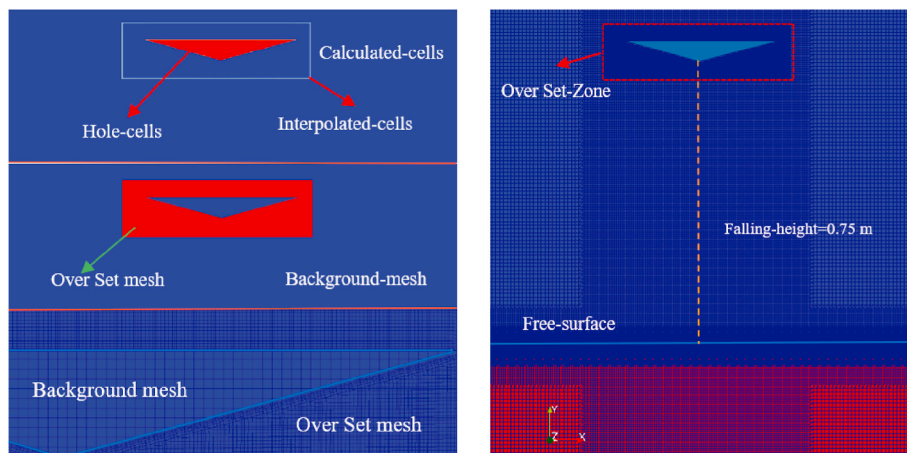 Calculated-cells
Interpolated-cells
Hole-cells
Over Set mesh
Background-mesh
Background mesh
Over Set mesh
Over Set-Zone
Falling-height=0.75 m
Free-surface
Y
Z
X